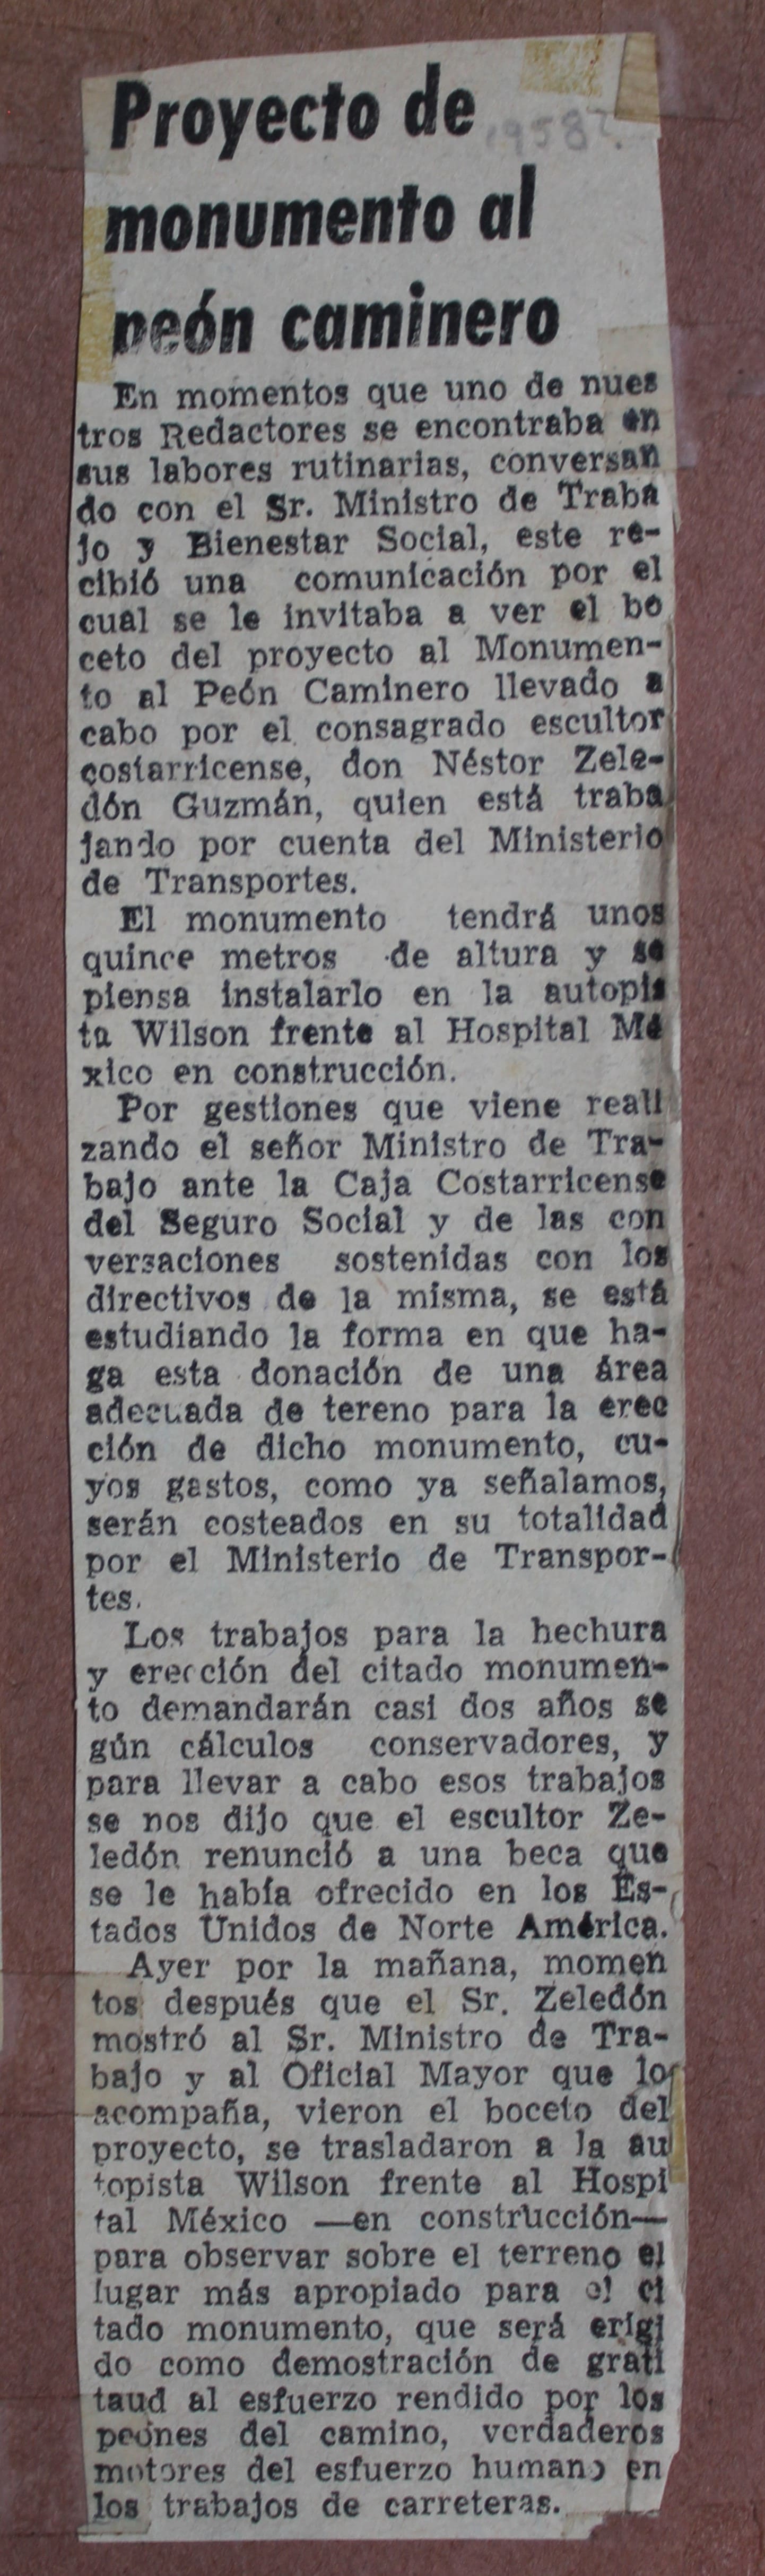 Proyecto de
1958?
monumento al
peón caminero
En momentos que uno de nues
tros Redactores se encontraba en
sus labores rutinarias, conversan
do con el Sr. Ministro de Traba
jo y Bienestar Social, este re-
cibió una comunicación por el
cual se le invitaba a ver el bo
ceto del proyecto al Monumen-
to al Peón Caminero llevado a
cabo por el consagrado escultor
costarricense, don Néstor Zele-
dón Guzmán, quien está traba
jando por cuenta del Ministerio
de Transportes.
El monumento tendrá unos
quince metros de altura y se
piensa instalarlo en la autopis
ta Wilson frente al Hospital Mé
xico en construcción.
Por gestiones que viene reali
zando el señor Ministro de Tra-
bajo ante la Caja Costarricense
del Seguro Social y de las con
versaciones sostenidas con los
directivos de la misma, se está
estudiando la forma en que ha-
ga esta donación de una área
adecuada de tereno para la erec
ción de dicho monumento, cu-
yos gastos, como ya señalamos,
serán costeados en su totalidad
por el Ministerio de Transpor-
tes.
Los trabajos para la hechura
y erección del citado monumen-
to demandarán casi dos años se
gún cálculos conservadores, y
para llevar a cabo esos trabajos
se nos dijo que el escultor Ze-
ledón renunció a una beca que
se le había ofrecido en los Es-
tados Unidos de Norte América.
Ayer por la mañana, momen
tos después que el Sr. Zeledón
mostró al Sr. Ministro de Tra-
bajo y al Oficial Mayor que lo
acompaña, vieron el boceto del
proyecto, se trasladaron a la au
topista Wilson frente al Hospi
tal México —en construcción—
para observar sobre el terreno el
lugar más apropiado para el ci
tado monumento, que será erigi
do como demostración de grati
taud al esfuerzo rendido por los
peones del camino, verdaderos
motores del esfuerzo humano en
los trabajos de carreteras.